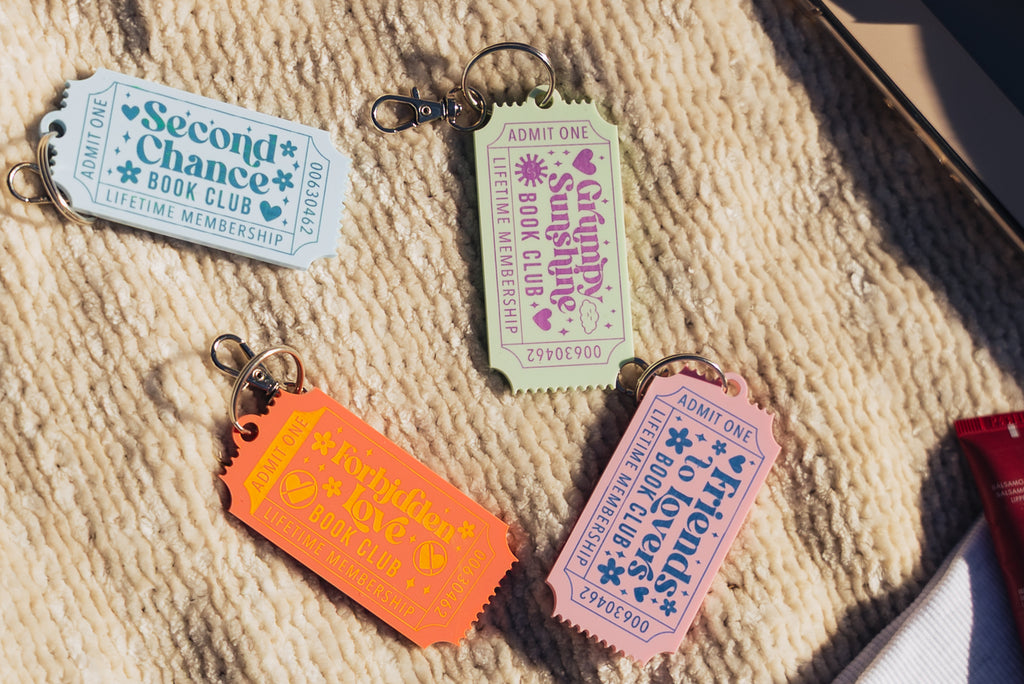 ADMIT ONE
Second
Chance
BOOK CLUB
LIFETIME MEMBERSHIP
00630462
ADMIT ONE
Grumpy
Sunshine
BOOK CLUB
LIFETIME MEMBERSHIP
00630462
ADMIT ONE
Forbidden
Love
BOOK CLUB
LIFETIME MEMBERSHIP
00630462
ADMIT ONE
Friends
to lovers
BOOK CLUB
LIFETIME MEMBERSHIP
00630462